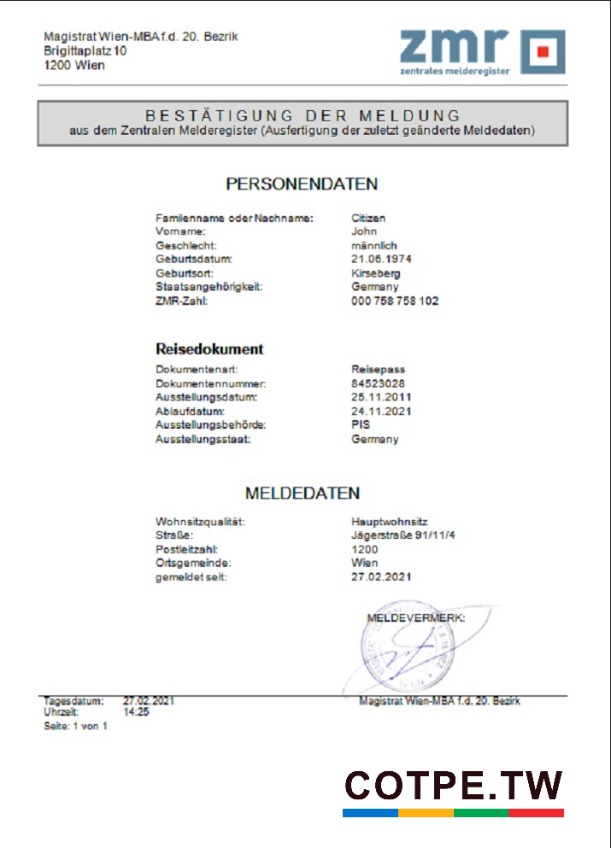 Magistrat Wien-MBA f.d. 20. Bezrik
Brigittaplatz 10
1200 Wien
zmr
zentrales melderegister
BESTÄTIGUNG DER MELDUNG
aus dem Zentralen Melderegister (Ausfertigung der zuletzt geänderte Meldedaten)
PERSONENDATEN
Familenname oder Nachname: Citizen
Vorname: John
Geschlecht: männlich
Geburtsdatum: 21.06.1974
Geburtsort: Kirseberg
Staatsangehörigkeit: Germany
ZMR-Zahl: 000 758 758 102
Reisedokument
Dokumentenart: Reisepass
Dokumentennummer: 84523028
Ausstellungsdatum: 25.11.2011
Ablaufdatum: 24.11.2021
Ausstellungsbehörde: PIS
Ausstellungsstaat: Germany
MELDEDATEN
Wohnsitzqualität: Hauptwohnsitz
Straße: Jägerstraße 91/11/4
Postleitzahl: 1200
Ortsgemeinde: Wien
gemeldet seit: 27.02.2021
MELDEVERMERK:
Tagesdatum: 27.02.2021 Magistrat Wien-MBA f.d. 20. Bezirk
Uhrzeit: 14:25
Seite: 1 von 1
COTPE.TW